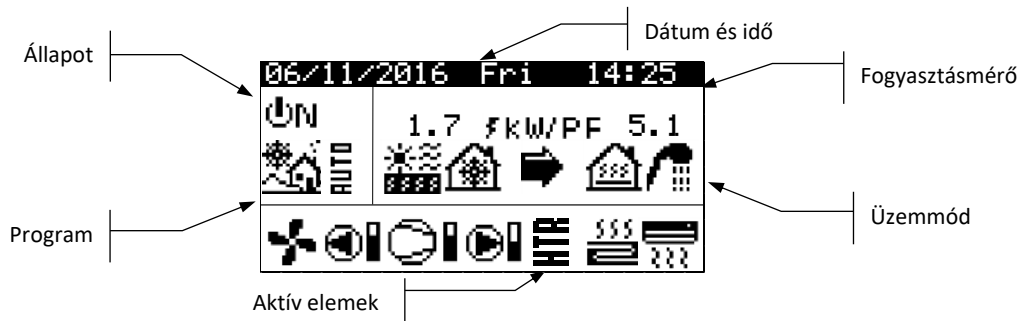 Dátum és idő
Állapot
Fogyasztásmérő
06/11/2016 Fri 14:25
ON
1.7 kW/PF 5.1
AUTO
Üzemmód
Program
HTR
Aktív elemek